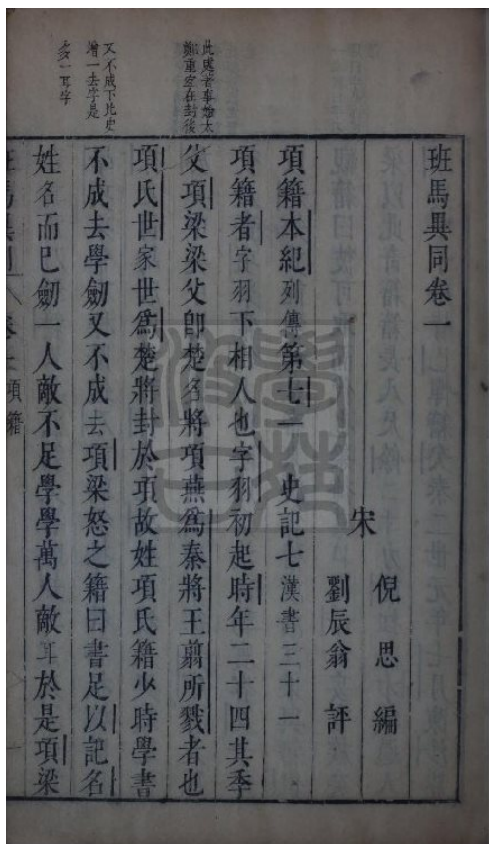 此處者事始太
鄭重空在封後
又不成下比史
增一去字是
多一耳字
班馬異同卷一
宋
倪思編
劉辰翁評
項籍本紀列傳第七一 史記七漢書三十一
項籍者字羽下相人也字羽初起時年二十四其季
父項梁梁父卽楚名將項燕爲秦將王翦所戮者也
項氏世家世爲楚將封於項故姓項氏籍少時學書
不成去學劒又不成去項梁怒之籍曰書足以記名
姓名而已劒一人敵不足學學萬人敵耳於是項梁
班馬異同 卷一 項籍